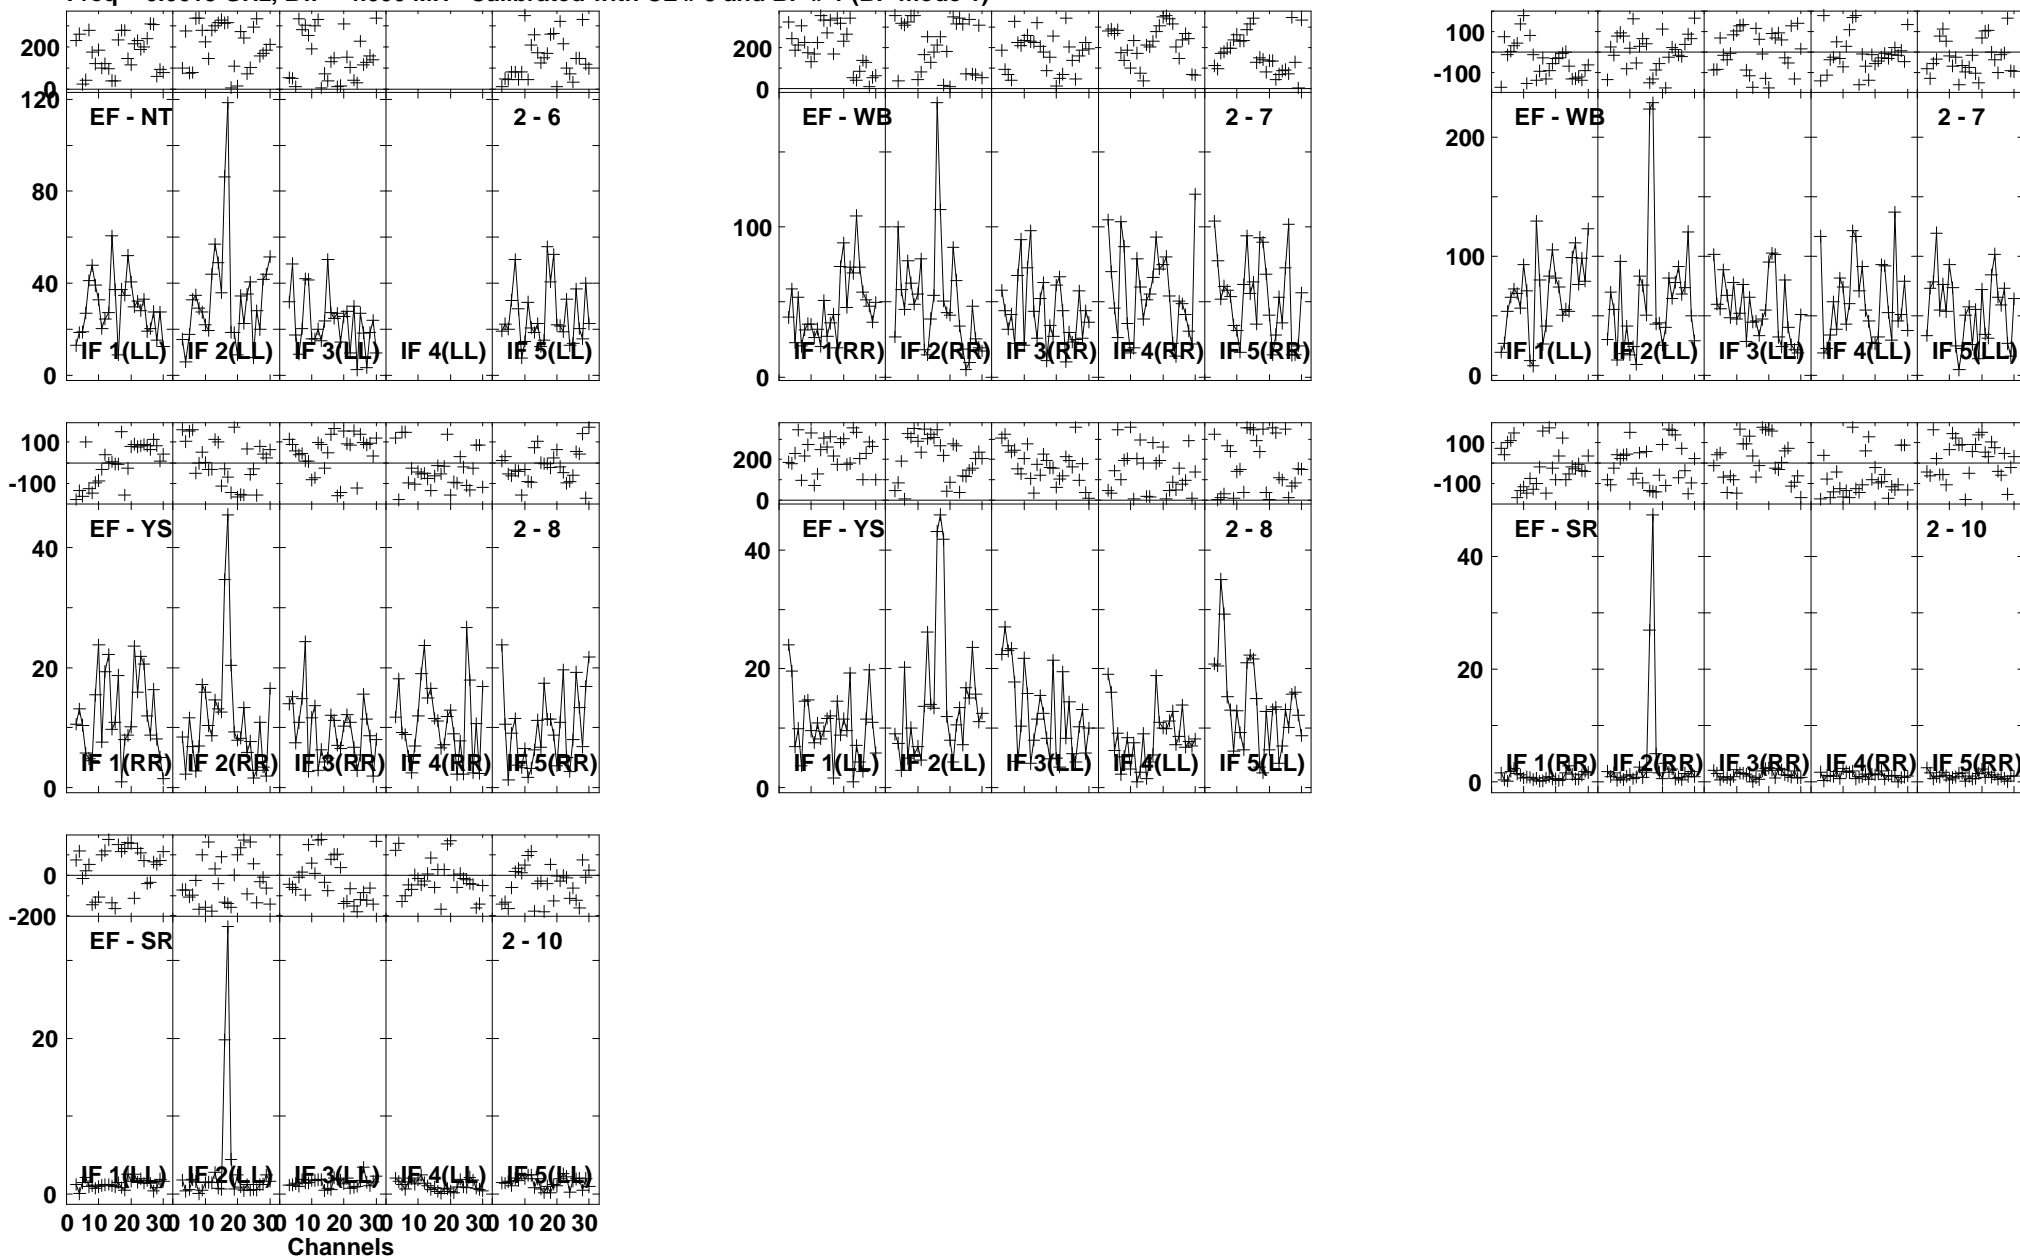 200
0
120
80
40
0
EF - NT
2 - 6
IF 1(LL)
IF 2(LL)
IF 3(LL)
IF 4(LL)
IF 5(LL)
200
0
100
0
EF - WB
2 - 7
IF 1(RR)
IF 2(RR)
IF 3(RR)
IF 4(RR)
IF 5(RR)
100
-100
200
100
0
EF - WB
2 - 7
IF 1(LL)
IF 2(LL)
IF 3(LL)
IF 4(LL)
IF 5(LL)
100
-100
40
20
0
EF - YS
2 - 8
IF 1(RR)
IF 2(RR)
IF 3(RR)
IF 4(RR)
IF 5(RR)
200
0
40
20
0
EF - YS
2 - 8
IF 1(LL)
IF 2(LL)
IF 3(LL)
IF 4(LL)
IF 5(LL)
100
-100
40
20
0
EF - SR
2 - 10
IF 1(RR)
IF 2(RR)
IF 3(RR)
IF 4(RR)
IF 5(RR)
0
-200
20
0
EF - SR
2 - 10
IF 1(LL)
IF 2(LL)
IF 3(LL)
IF 4(LL)
IF 5(LL)
0 10 20 30 0 10 20 30 0 10 20 30 0 10 20 30 0 10 20 30
Channels